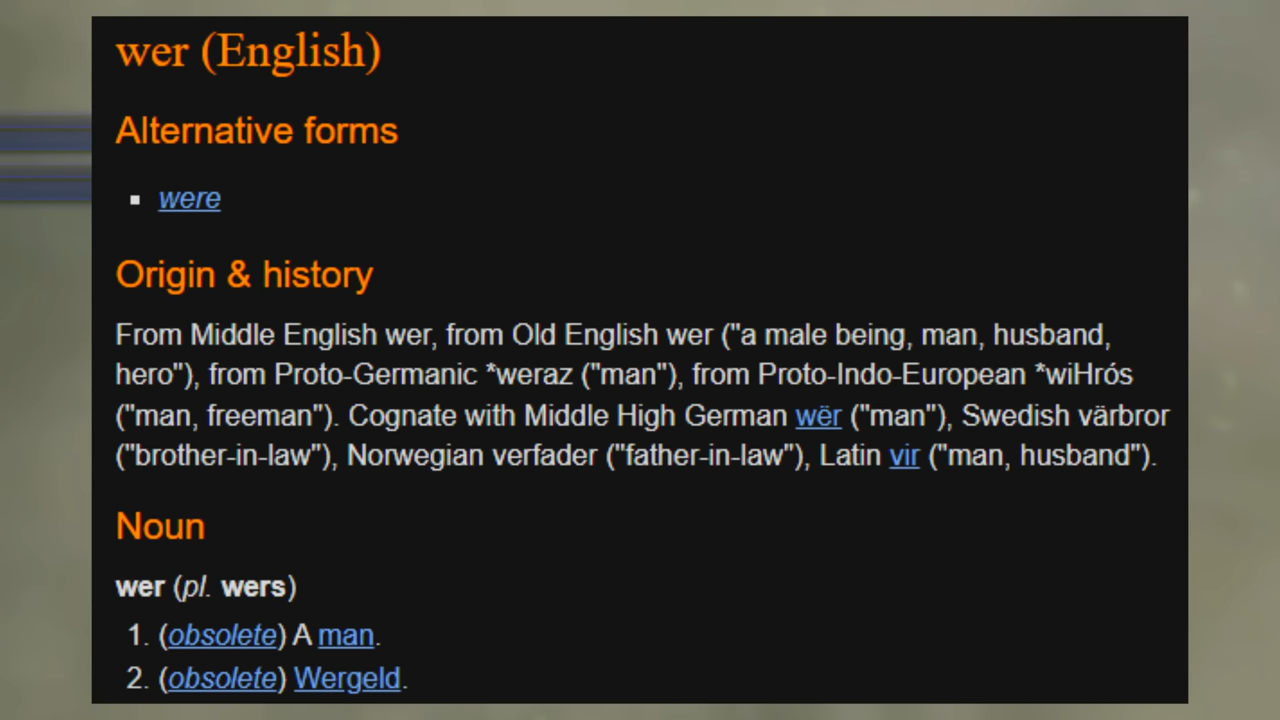 wer (English)
Alternative forms
▪ were
Origin & history
From Middle English wer, from Old English wer ("a male being, man, husband,
hero"), from Proto-Germanic *weraz ("man"), from Proto-Indo-European *wiHrós
("man, freeman"). Cognate with Middle High German wër ("man"), Swedish värbror
("brother-in-law"), Norwegian verfader ("father-in-law"), Latin vir ("man, husband").
Noun
wer (pl. wers)
1. (obsolete) A man.
2. (obsolete) Wergeld.